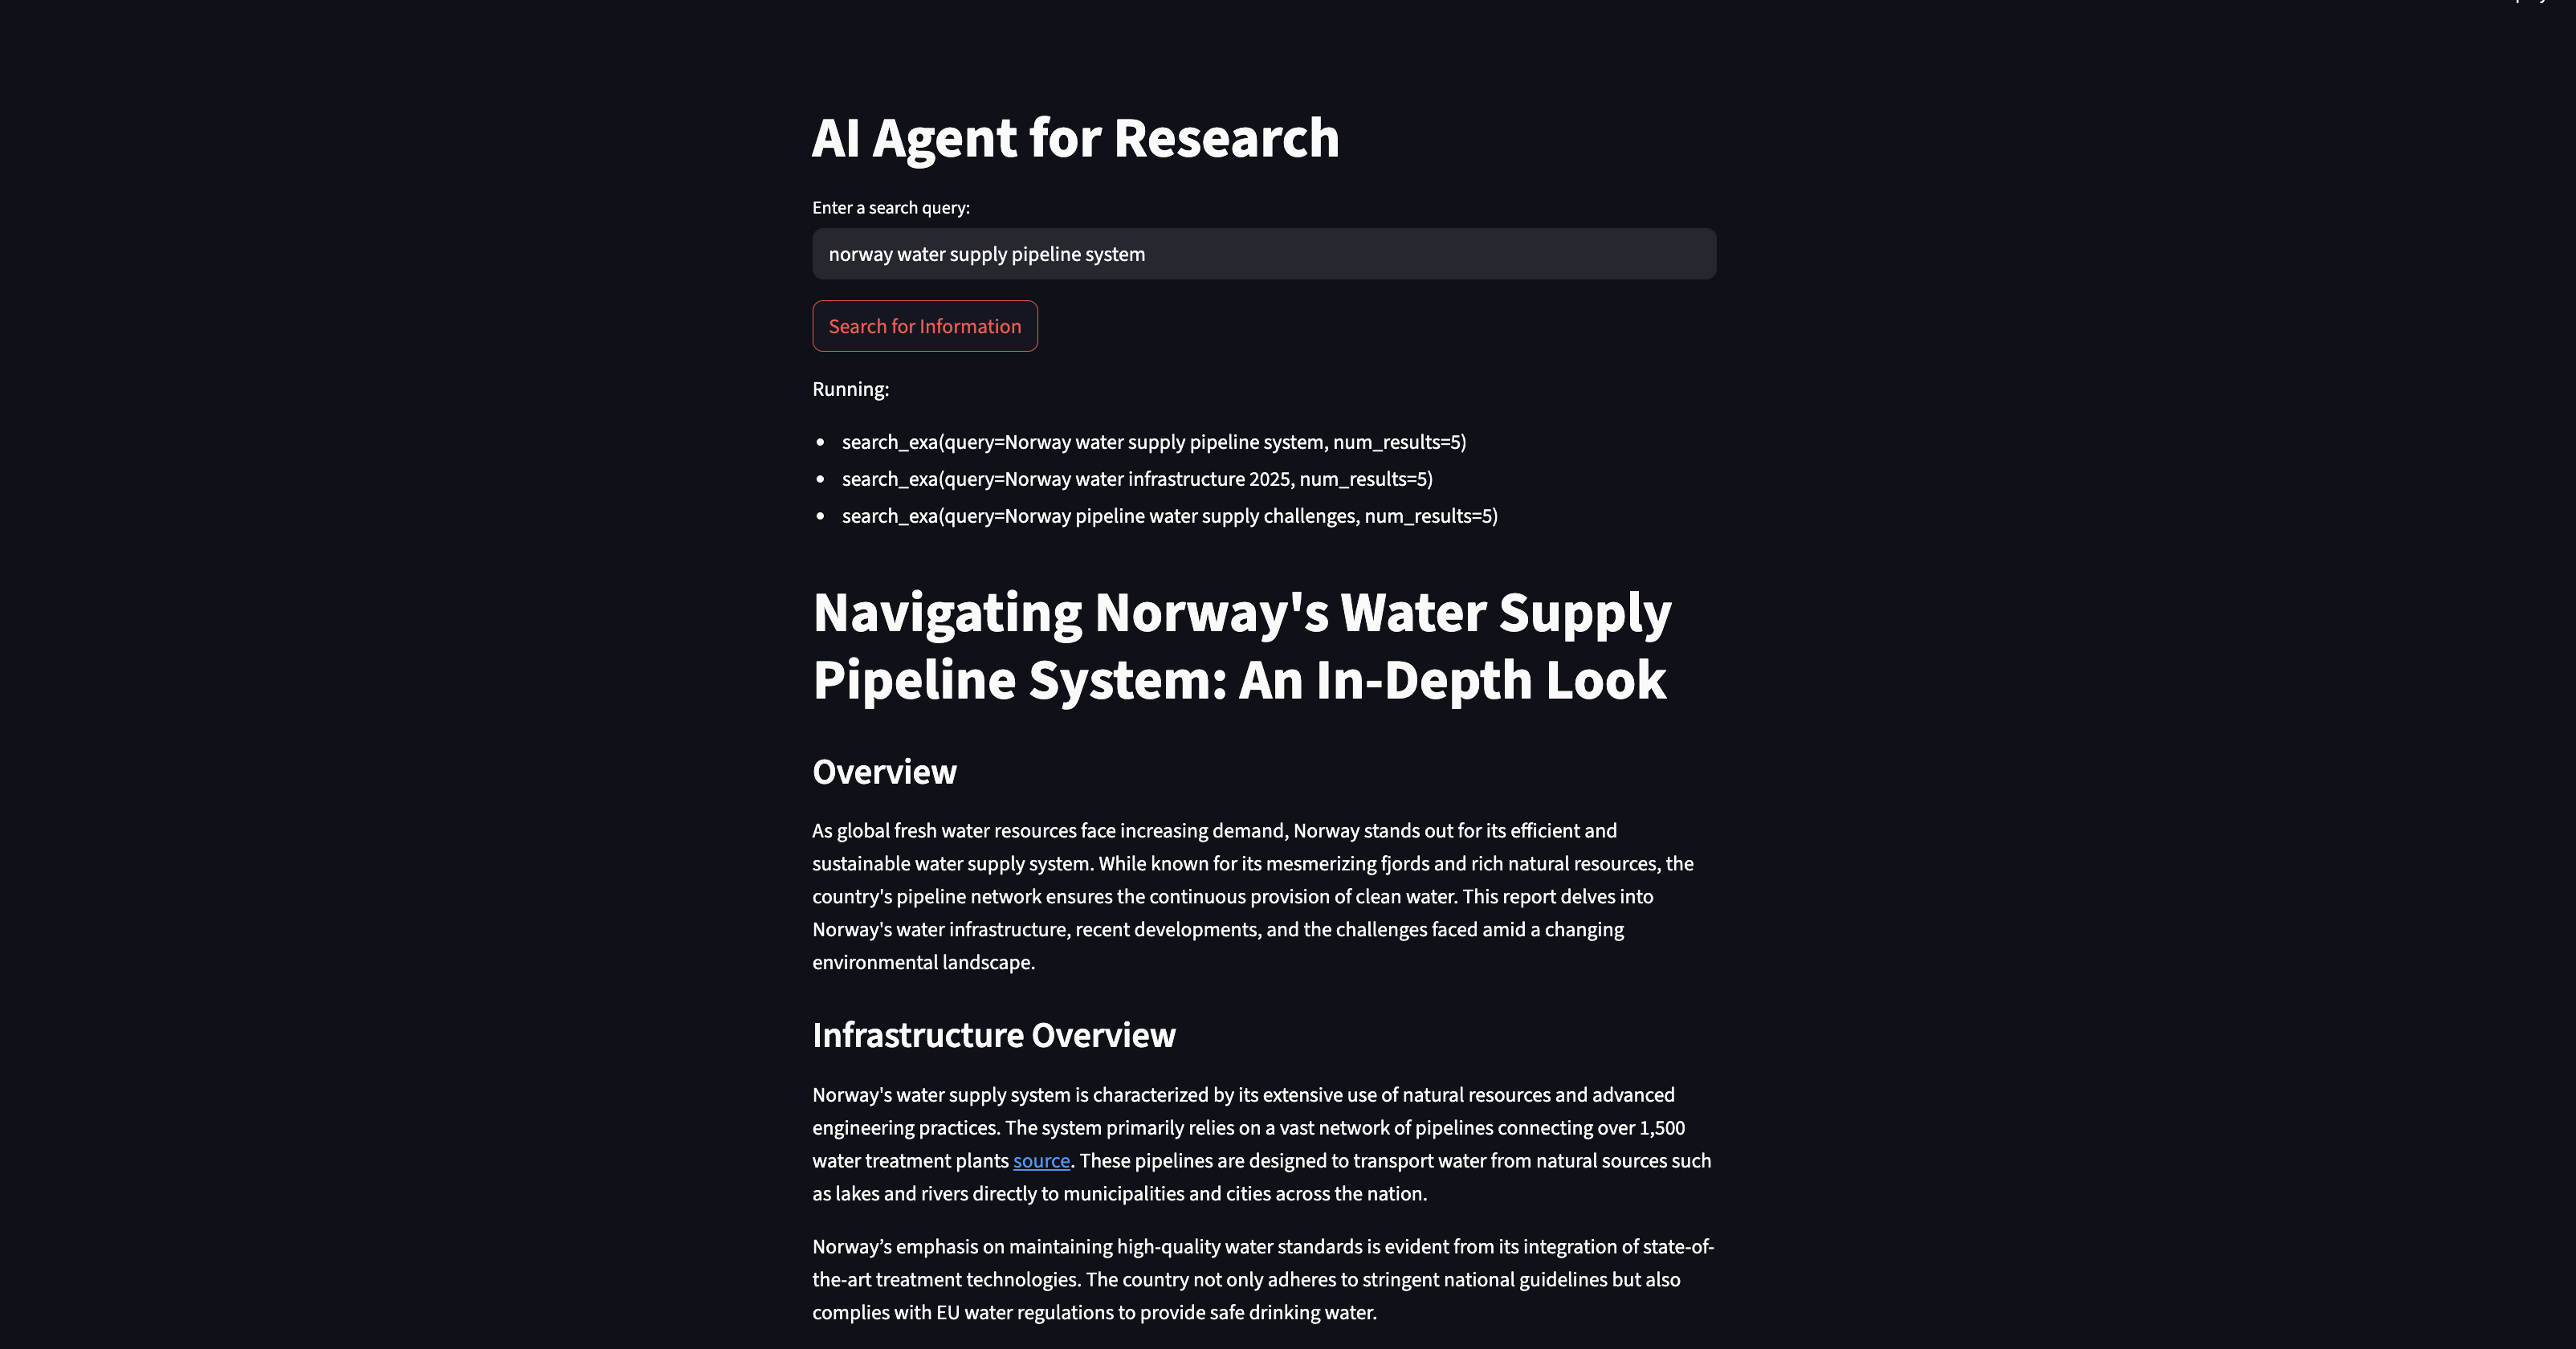 AI Agent for Research
Enter a search query:
norway water supply pipeline system
Search for Information
Running:
• search_exa(query=Norway water supply pipeline system, num_results=5)
• search_exa(query=Norway water infrastructure 2025, num_results=5)
• search_exa(query=Norway pipeline water supply challenges, num_results=5)
Navigating Norway's Water Supply
Pipeline System: An In-Depth Look
Overview
As global fresh water resources face increasing demand, Norway stands out for its efficient and
sustainable water supply system. While known for its mesmerizing fjords and rich natural resources, the
country's pipeline network ensures the continuous provision of clean water. This report delves into
Norway's water infrastructure, recent developments, and the challenges faced amid a changing
environmental landscape.
Infrastructure Overview
Norway's water supply system is characterized by its extensive use of natural resources and advanced
engineering practices. The system primarily relies on a vast network of pipelines connecting over 1,500
water treatment plants source. These pipelines are designed to transport water from natural sources such
as lakes and rivers directly to municipalities and cities across the nation.
Norway’s emphasis on maintaining high-quality water standards is evident from its integration of state-of-
the-art treatment technologies. The country not only adheres to stringent national guidelines but also
complies with EU water regulations to provide safe drinking water.